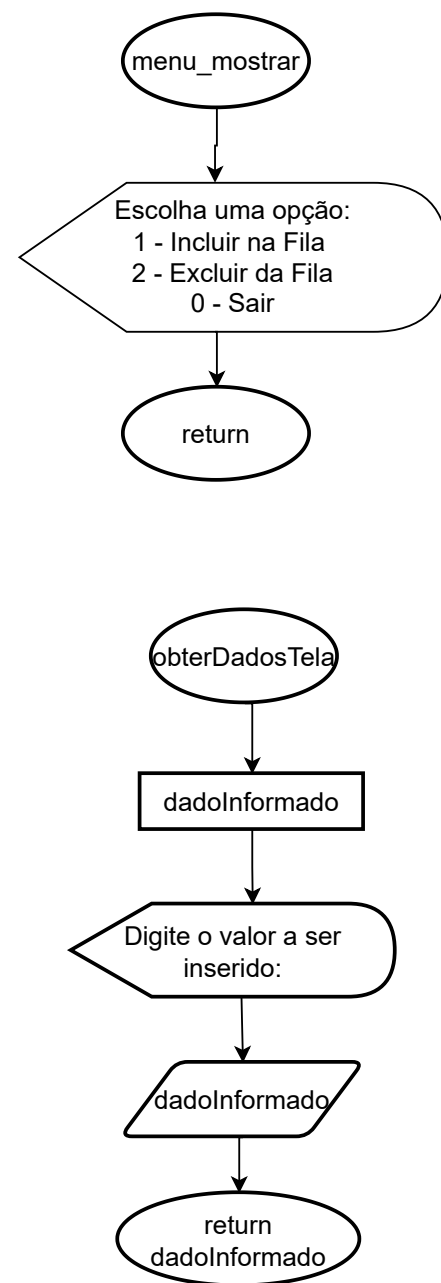 menu_mostrar
Escolha uma opção:
1 - Incluir na Fila
2 - Excluir da Fila
0 - Sair
return
obterDadosTela
dadoInformado
Digite o valor a ser
inserido:
dadoInformado
return
dadoInformado